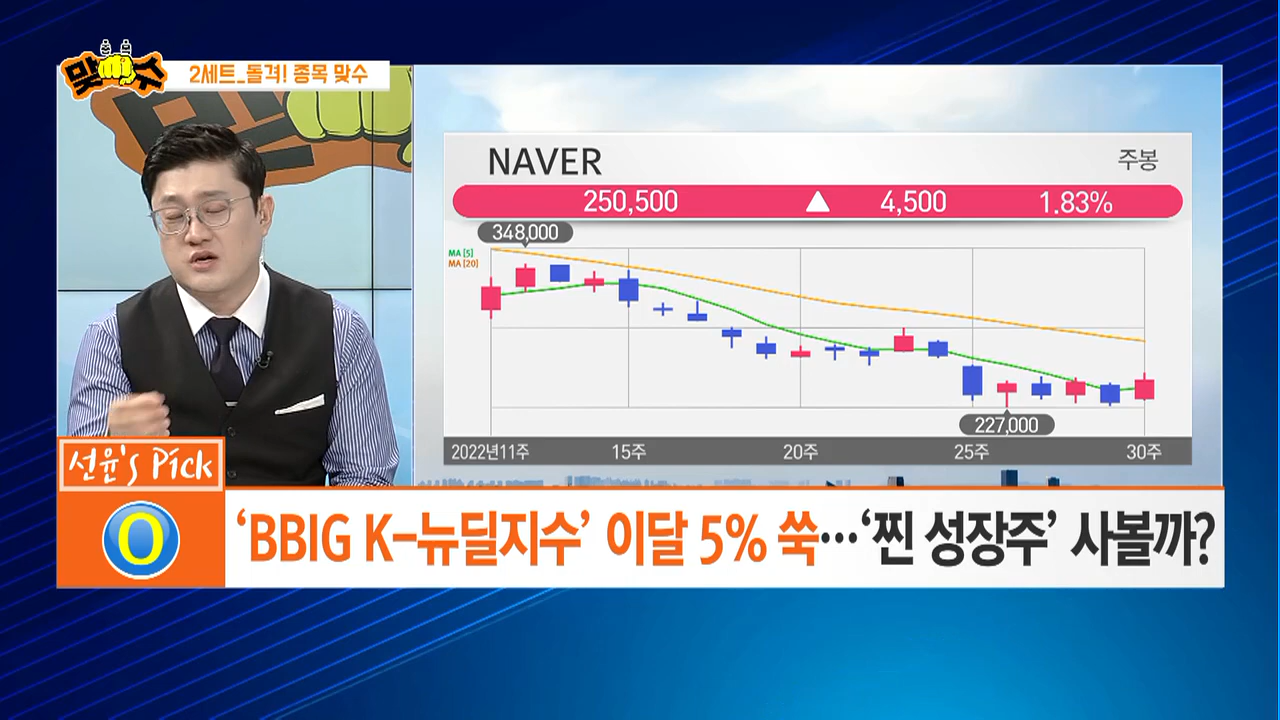 종목
맞수
2세트_돌격! 종목 맞수
NAVER
주봉
250,500 ▲ 4,500 1.83%
348,000
MA [5]
MA [20]
227,000
2022년11주 15주 20주 25주 30주
선윤's Pick
O
'BBIG K-뉴딜지수' 이달 5% 쑥…'찐 성장주' 사볼까?